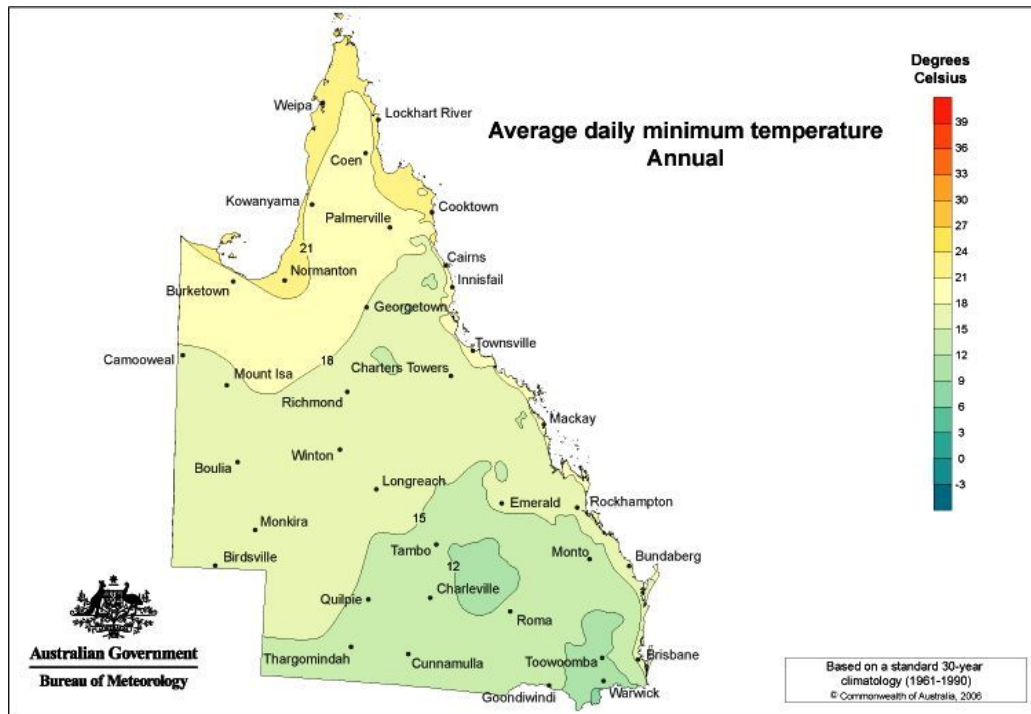 Degrees
Celsius
39
36
33
30
27
24
21
18
15
12
9
6
3
0
-3
Average daily minimum temperature
Annual
Weipa
Lockhart River
Coen
Kowanyama
Cooktown
Palmerville
21
Cairns
Normanton
Innisfail
Burketown
Georgetown
Townsville
Camooweal
18
Charters Towers
Mount Isa
Richmond
Mackay
Winton
Boulia
Longreach
Emerald
Rockhampton
15
Monkira
Tambo
Monto
Bundaberg
Birdsville
12
Charleville
Quilpie
Roma
Thargomindah
Cunnamulla
Toowoomba
Brisbane
Goondiwindi
Warwick
Australian Government
Bureau of Meteorology
Based on a standard 30-year
climatology (1961-1990)
© Commonwealth of Australia, 2006